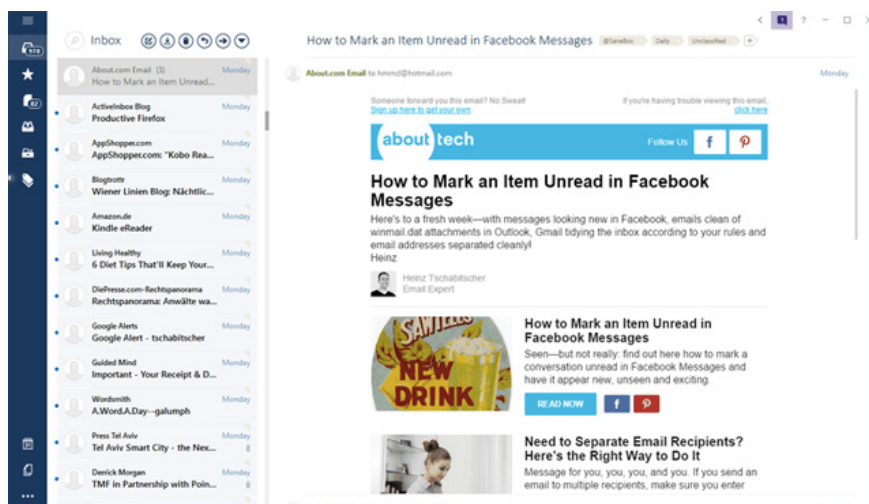 978
82
Inbox
About.com Email (3) Monday
How to Mark an Item Unread...
ActiveInbox Blog Monday
Productive Firefox
AppShopper.com Monday
AppShopper.com: "Kobo Rea...
Blogtrottr Monday
Wiener Linien Blog: Nächtlic...
Amazon.de Monday
Kindle eReader
Living Healthy Monday
6 Diet Tips That'll Keep Your...
DiePresse.com-Rechtspanorama Monday
Rechtspanorama: Anwälte wa...
Google Alerts Monday
Google Alert - tschabitscher
Guided Mind Monday
Important - Your Receipt & D...
Wordsmith Monday
A.Word.A.Day--galumph
Press Tel Aviv Monday
Tel Aviv Smart City - the Nex...
Derrick Morgan Monday
TMF in Partnership with Poin...
How to Mark an Item Unread in Facebook Messages @SaneBox Daily Unclassified
About.com Email to hmmzl@hotmail.com Monday
Someone forward you this email? No Sweat!
Sign up here to get your own
If you're having trouble viewing this email,
click here
about tech
Follow Us f
How to Mark an Item Unread in Facebook
Messages
Here's to a fresh week—with messages looking new in Facebook, emails clean of
winmail.dat attachments in Outlook, Gmail tidying the inbox according to your rules and
email addresses separated cleanly!
Heinz
Heinz Tschabitscher
Email Expert
SAWTELLS
NEW
DRINK
How to Mark an Item Unread in
Facebook Messages
Seen—but not really: find out here how to mark a
conversation unread in Facebook Messages and
have it appear new, unseen and exciting.
READ NOW f
Need to Separate Email Recipients?
Here's the Right Way to Do It
Message for you, you, you, and you. If you send an
email to multiple recipients, make sure you enter